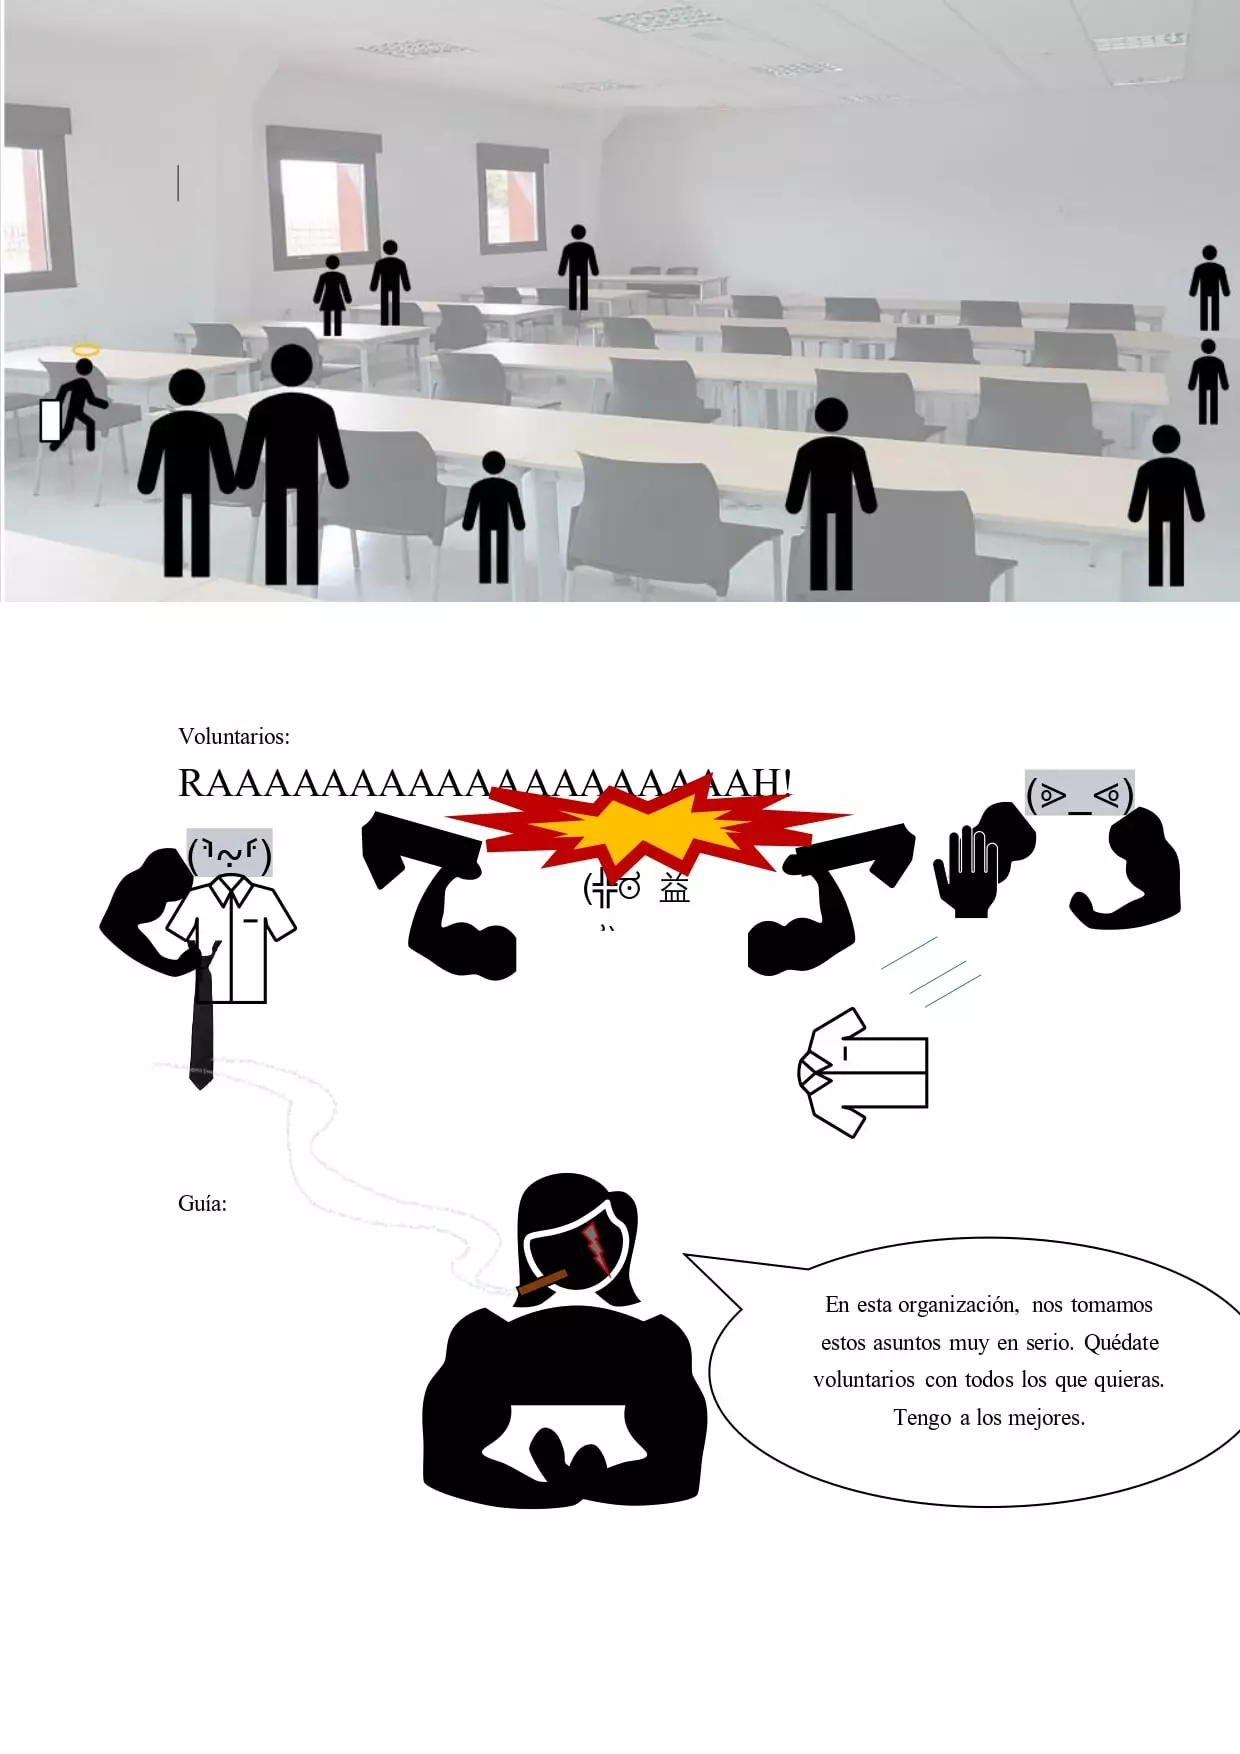 Voluntarios:
RAAAAAAAAAAAAAAAAAAAH!
Guía:
En esta organización, nos tomamos
estos asuntos muy en serio. Quédate
voluntarios con todos los que quieras.
Tengo a los mejores.